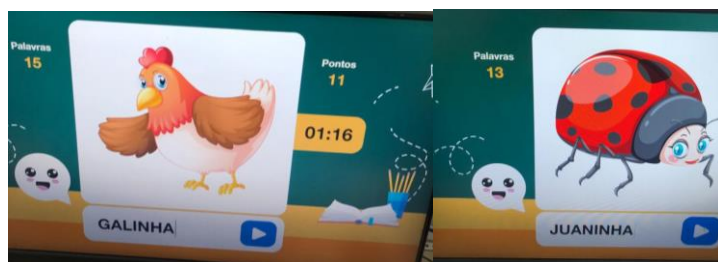 Palavras
15
Pontos
11
01:16
GALINHA
Palavras
13
JUANINHA